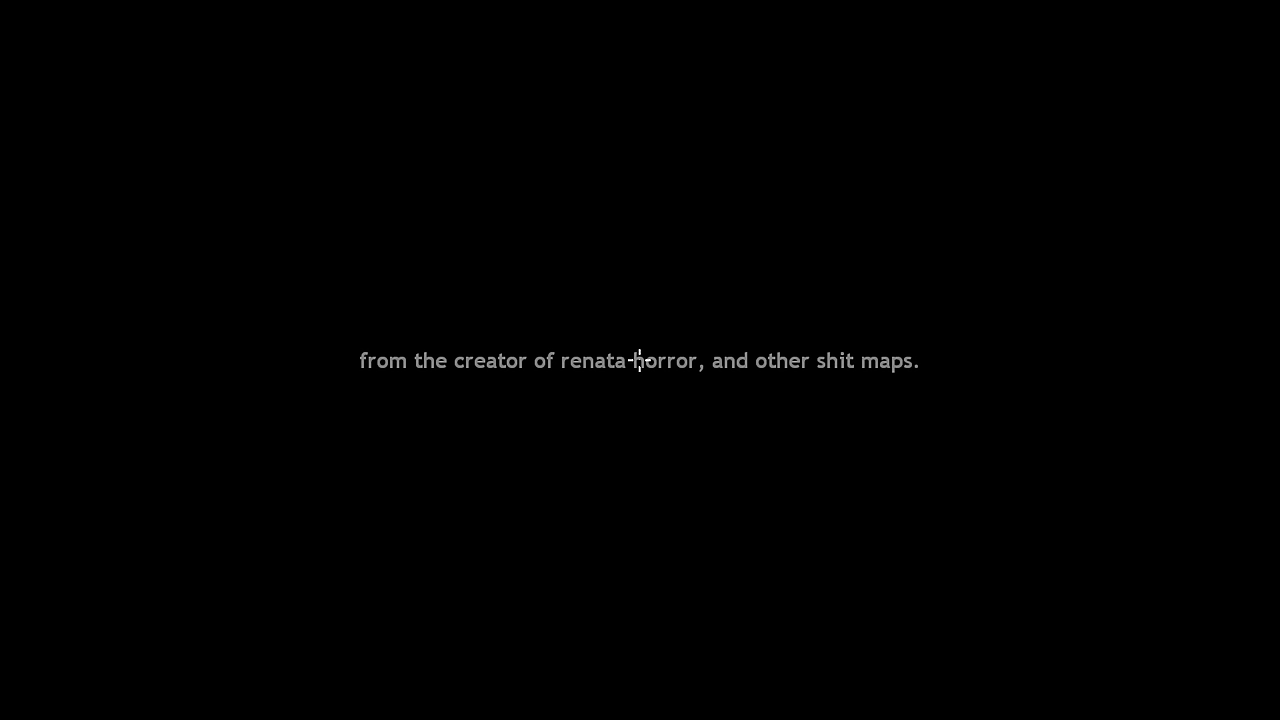 from the creator of renata horror, and other shit maps.